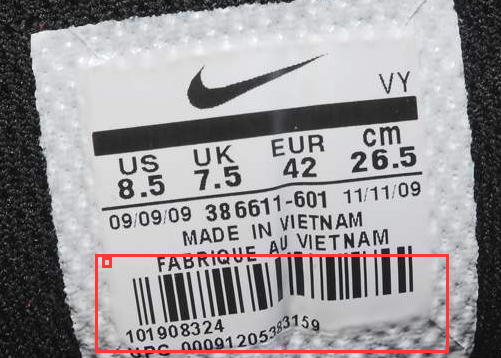 VY
US UK EUR cm
8.5 7.5 42 26.5
09/09/09 386611-601 11/11/09
MADE IN VIETNAM
FABRIQUE AU VIETNAM
101908324
UPC 00091205383159